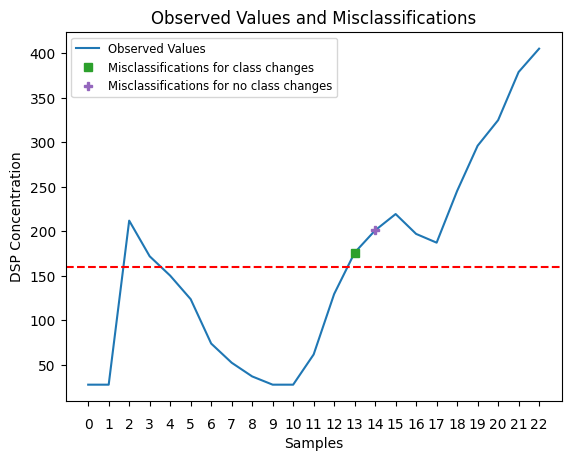 Observed Values and Misclassifications
Observed Values
Misclassifications for class changes
Misclassifications for no class changes
400
350
300
250
200
150
100
50
DSP Concentration
0 1 2 3 4 5 6 7 8 9 10 11 12 13 14 15 16 17 18 19 20 21 22
Samples